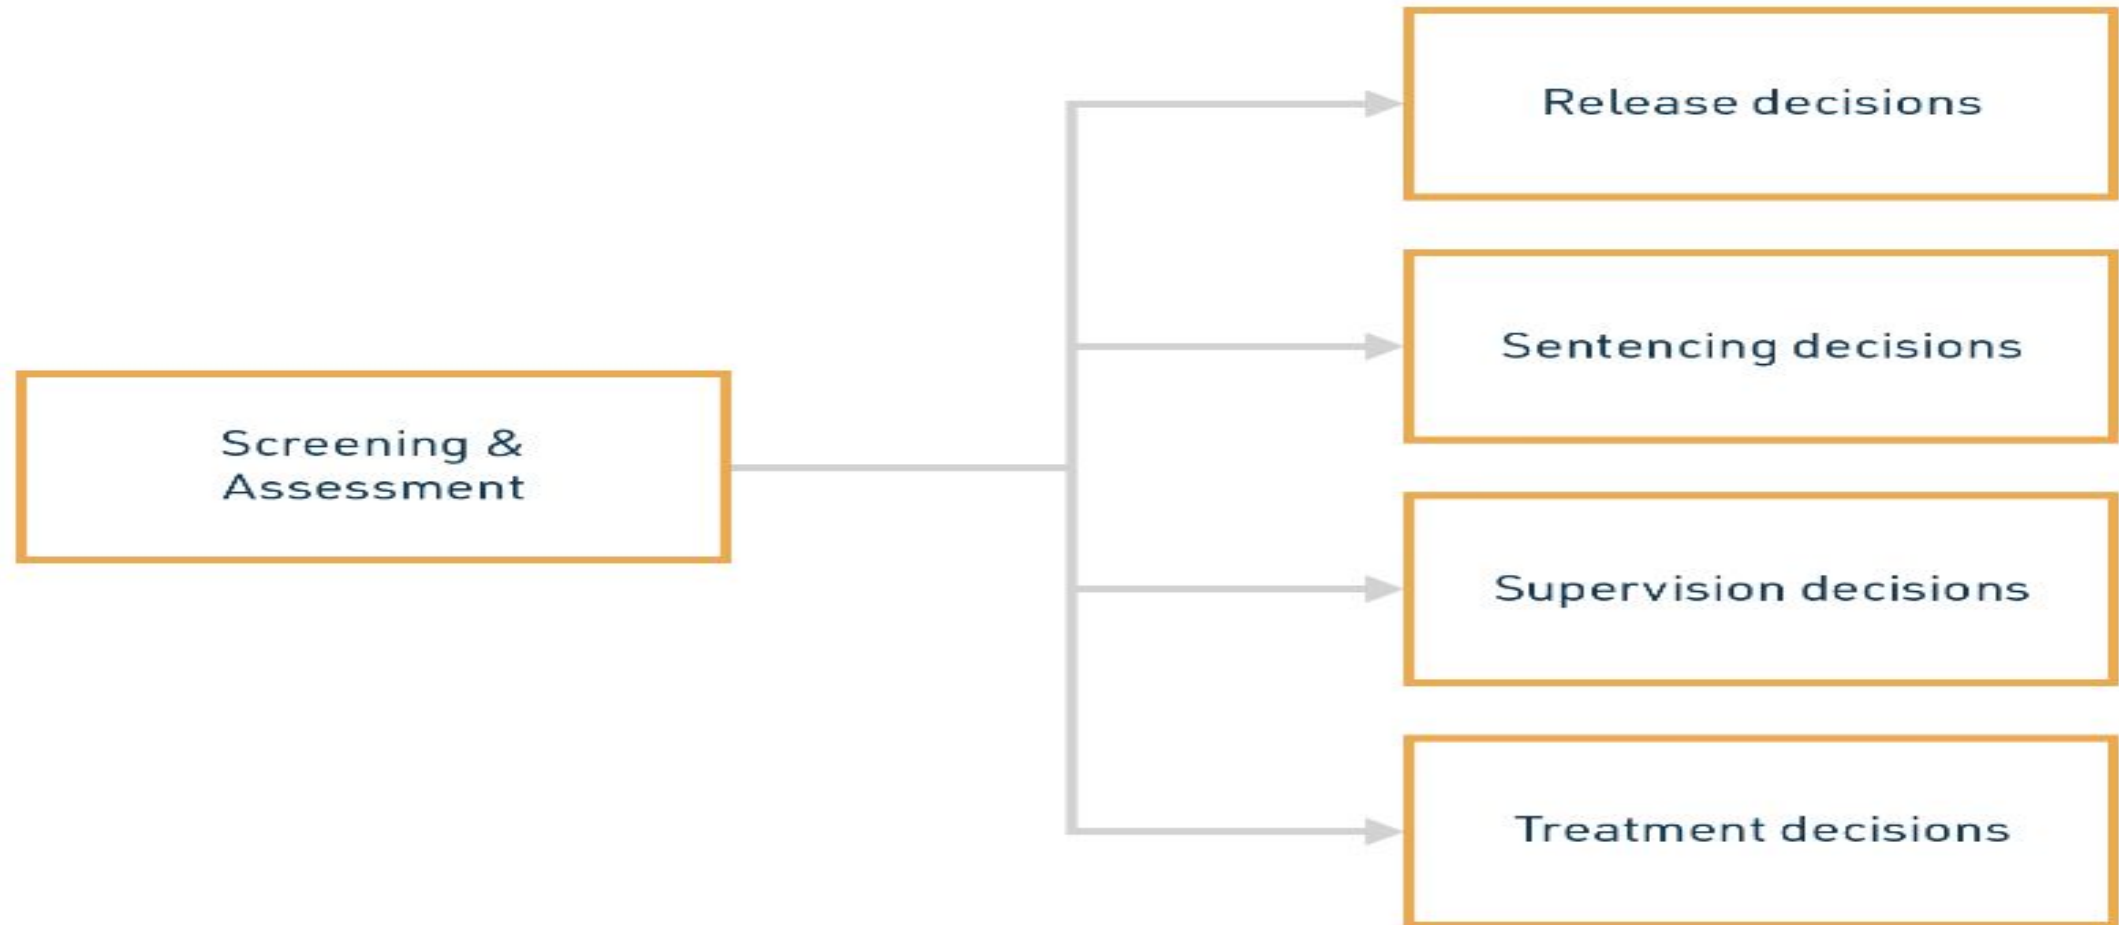 Release decisions
Sentencing decisions
Screening &
Assessment
Supervision decisions
Treatment decisions